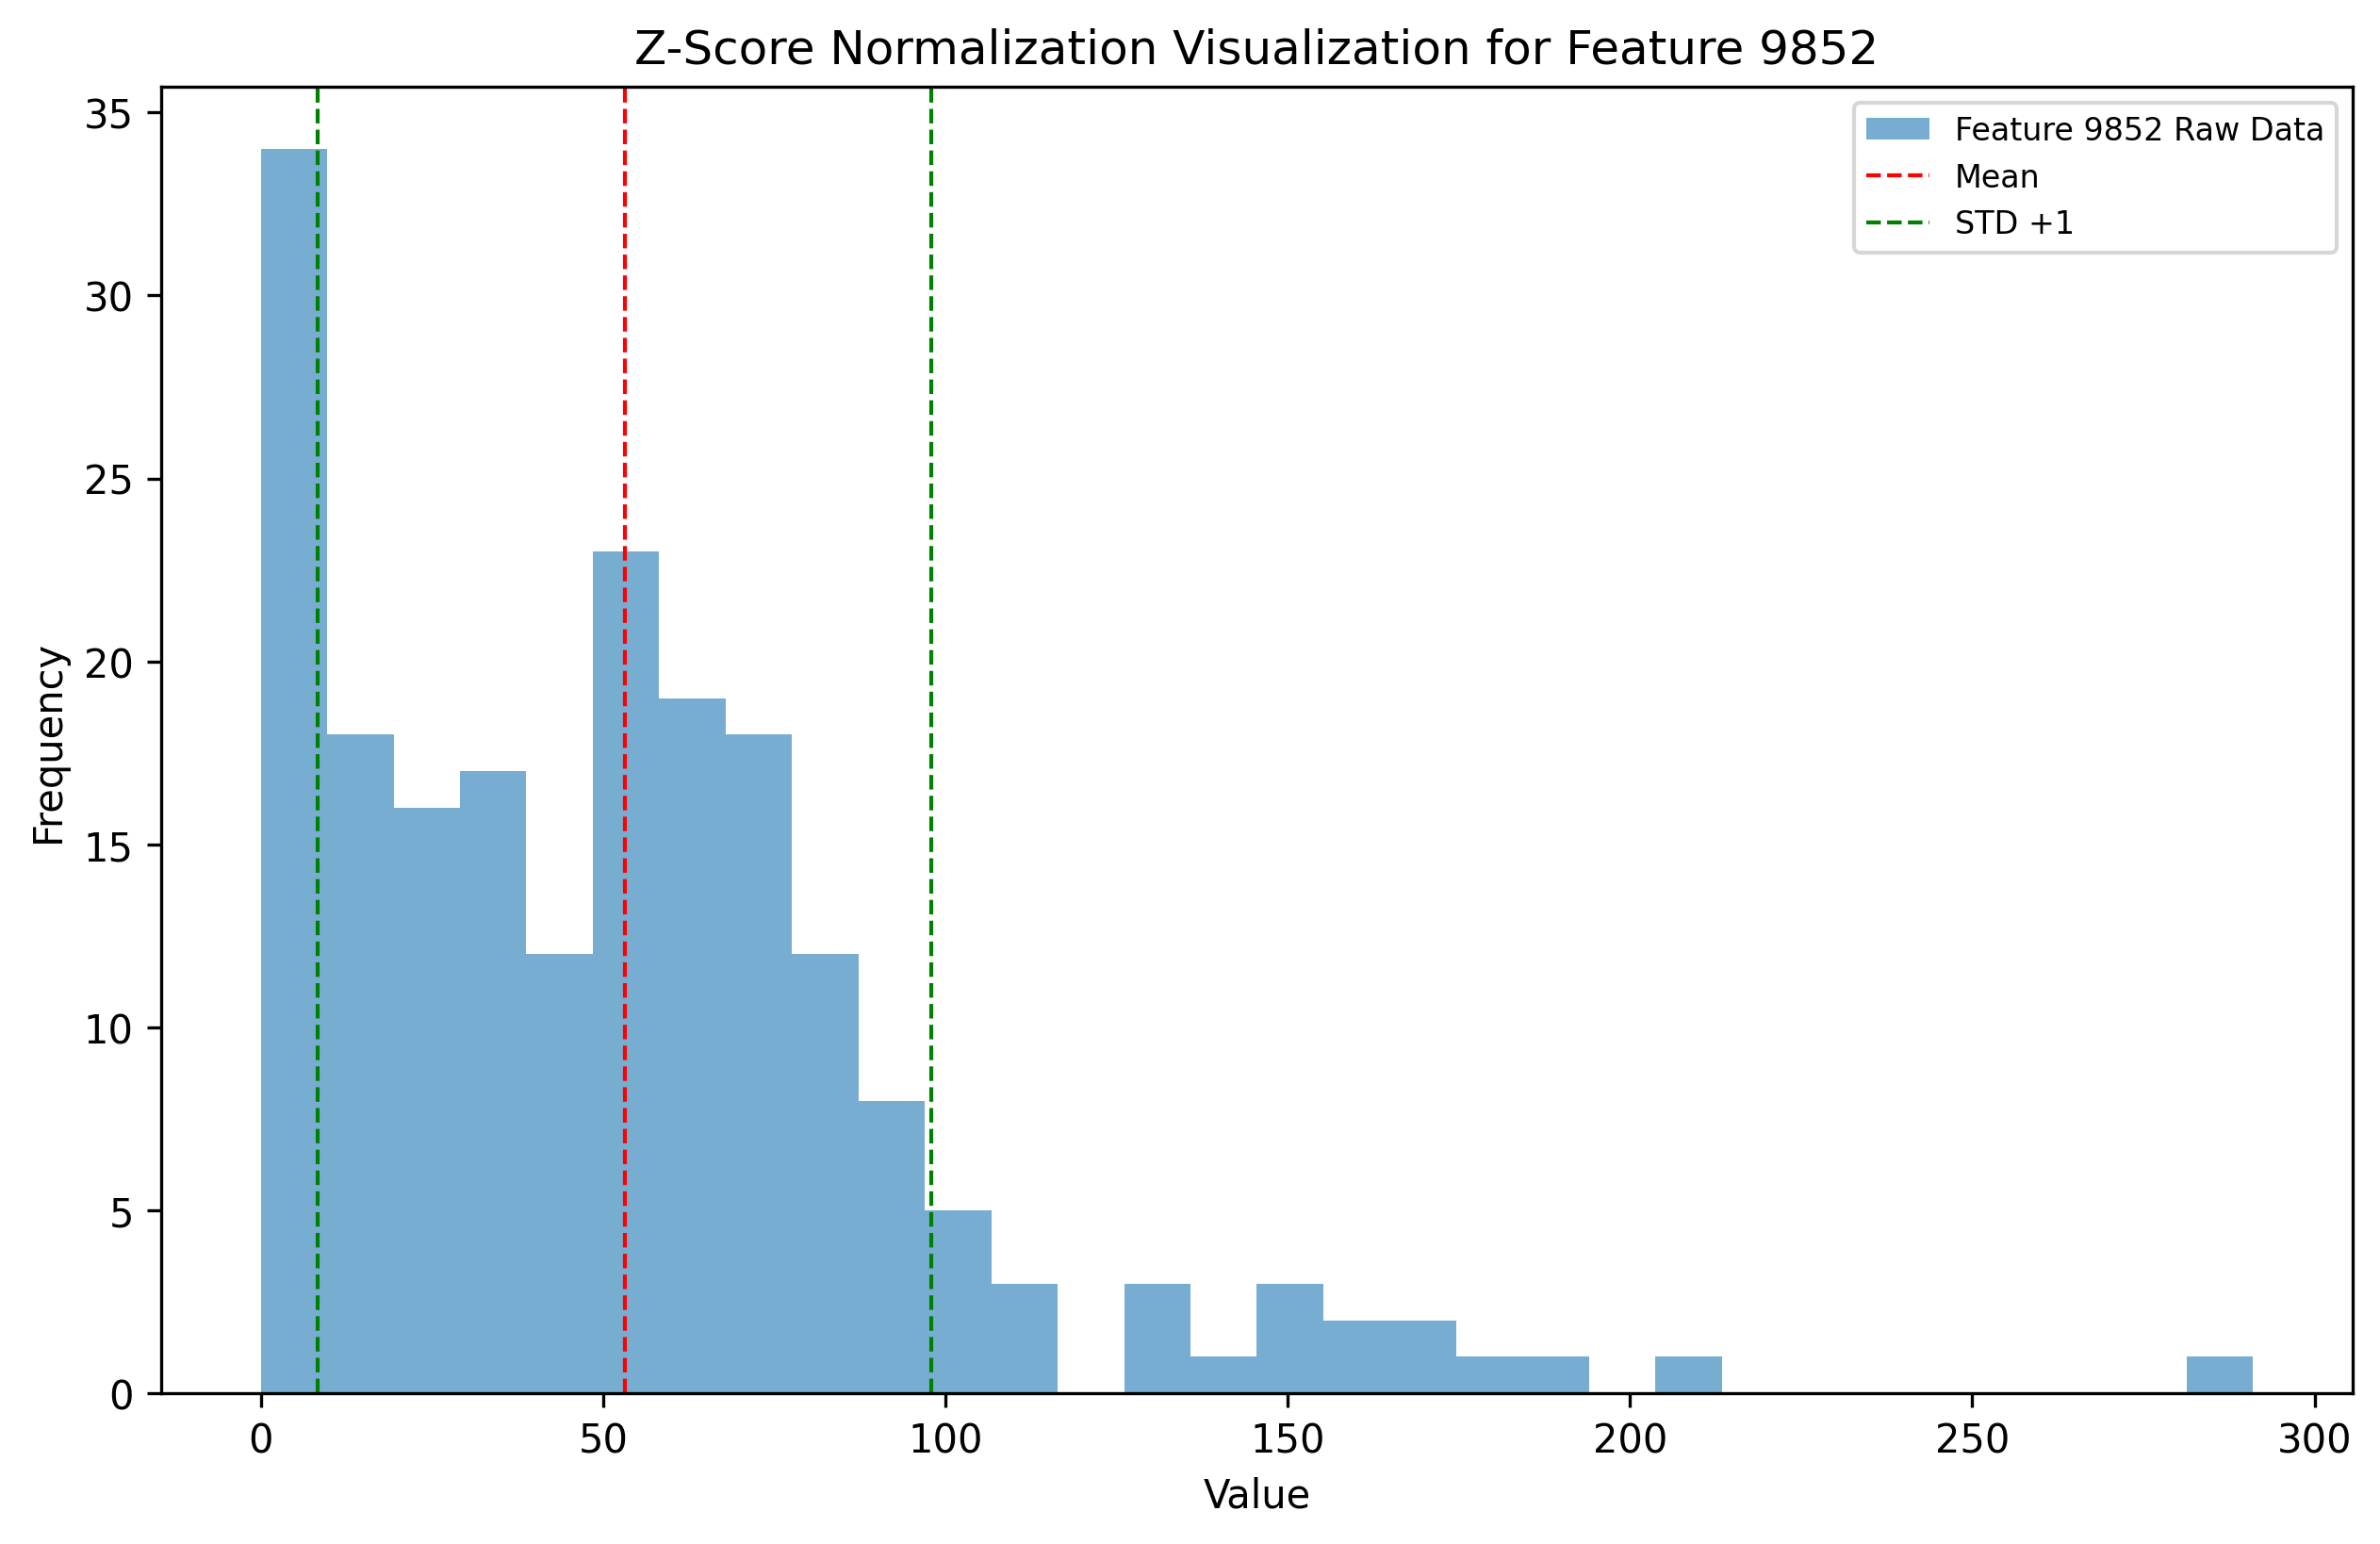 Z-Score Normalization Visualization for Feature 9852
Feature 9852 Raw Data
Mean
STD +1
Frequency
35
30
25
20
15
10
5
0
0 50 100 150 200 250 300
Value